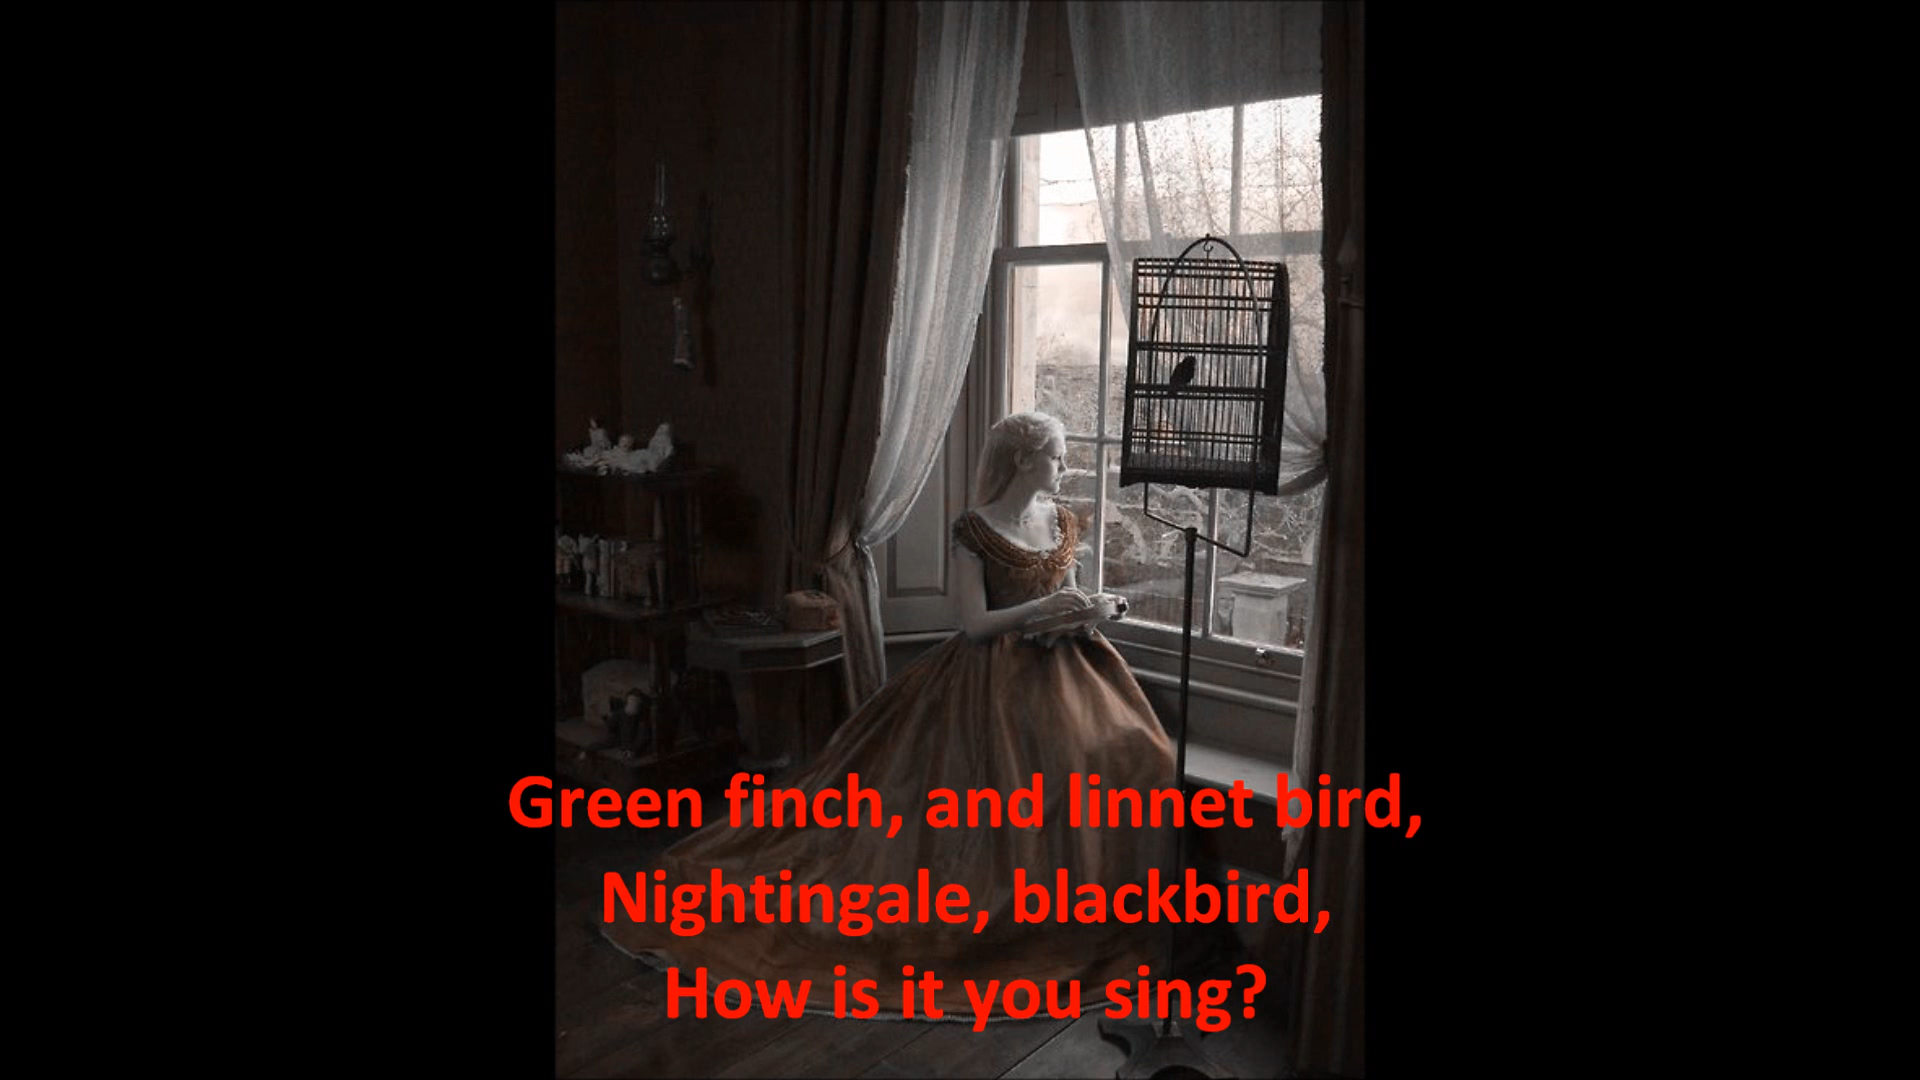 Green finch, and linnet bird,
Nightingale, blackbird,
How is it you sing?